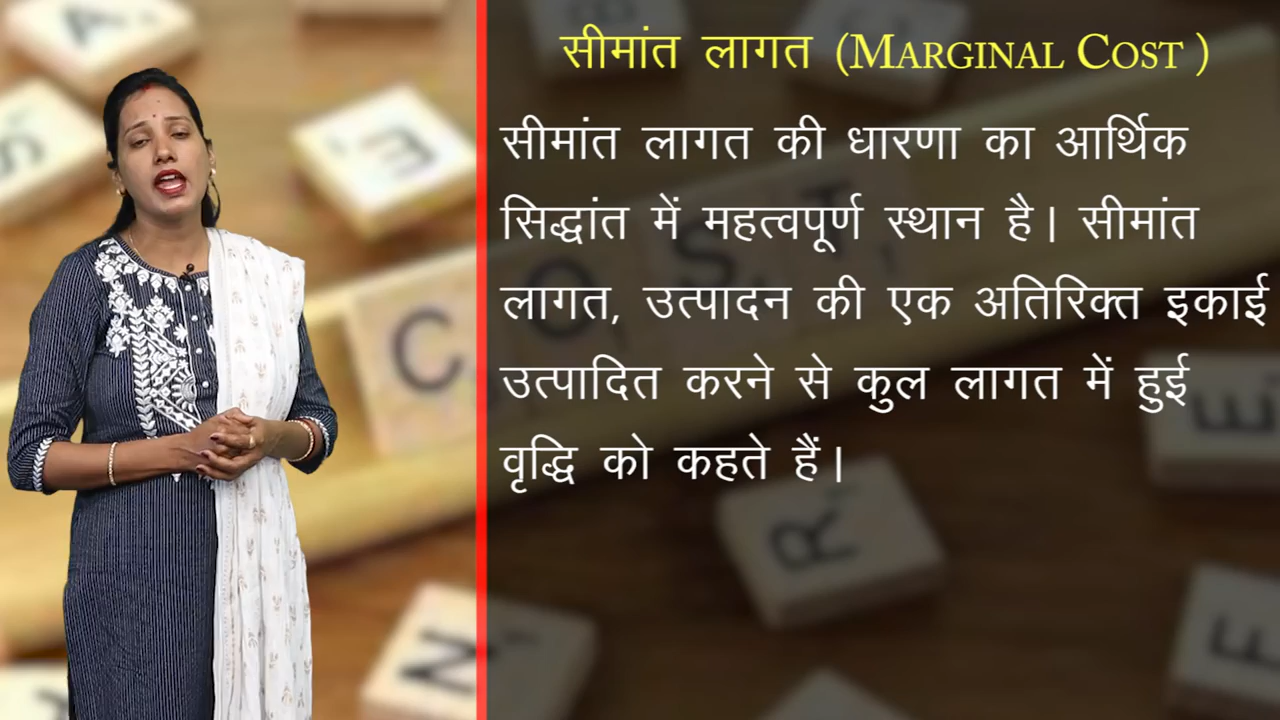 सीमांत लागत (MARGINAL COST )
सीमांत लागत की धारणा का आर्थिक
सिद्धांत में महत्वपूर्ण स्थान है। सीमांत
लागत, उत्पादन की एक अतिरिक्त इकाई
उत्पादित करने से कुल लागत में हुई
वृद्धि को कहते हैं।